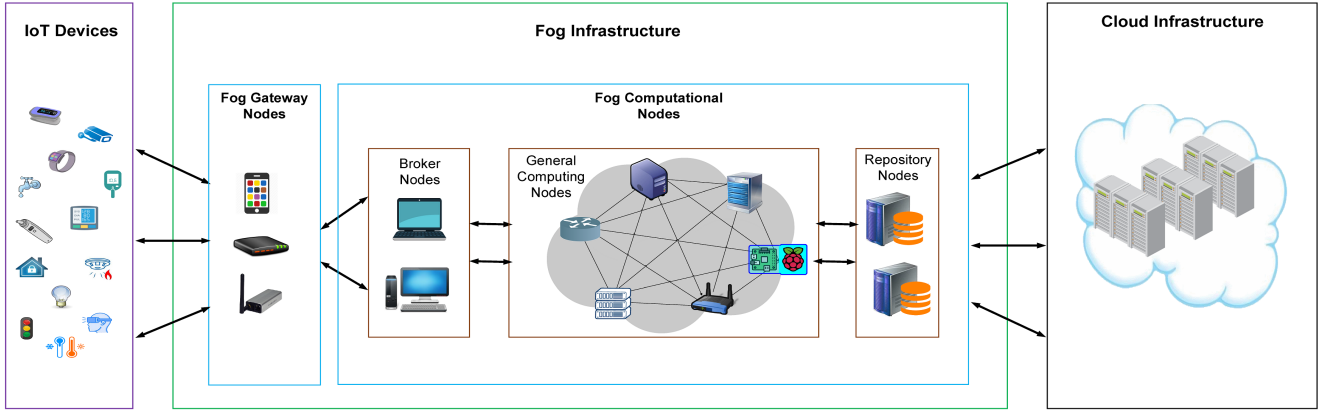 IoT Devices
Fog Infrastructure
Cloud Infrastructure
Fog Gateway
Nodes
Fog Computational
Nodes
Broker
Nodes
General
Computing
Nodes
Repository
Nodes